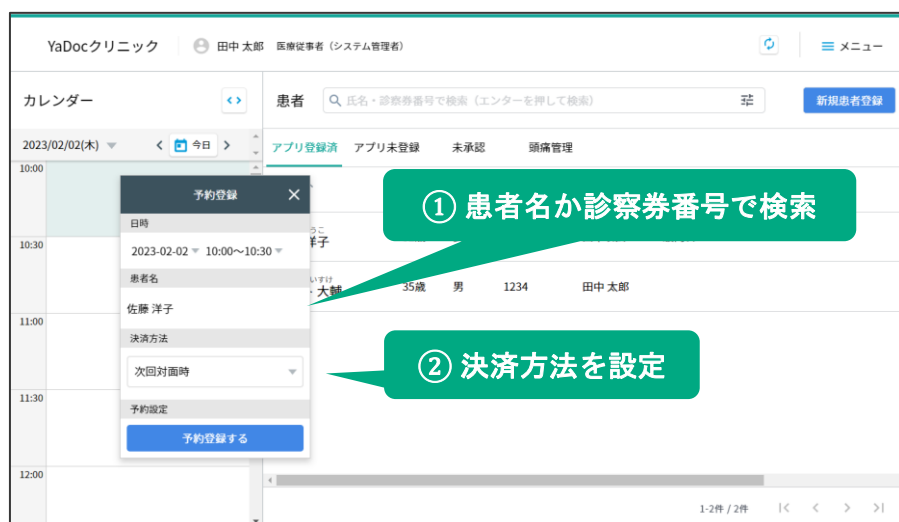 YaDocクリニック 田中 太郎 医療従事者（システム管理者） メニュー
カレンダー 患者 氏名・診察券番号で検索（エンターを押して検索） 新規患者登録
2023/02/02(木) 今日 アプリ登録済 アプリ未登録 未承認 頭痛管理
10:00
予約登録
① 患者名か診察券番号で検索
日時
2023-02-02 10:00〜10:30
10:30
洋子
患者名
大輔 35歳 男 1234 田中 太郎
佐藤 洋子
11:00
決済方法
② 決済方法を設定
次回対面時
11:30
予約設定
予約登録する
12:00
1-2件 / 2件